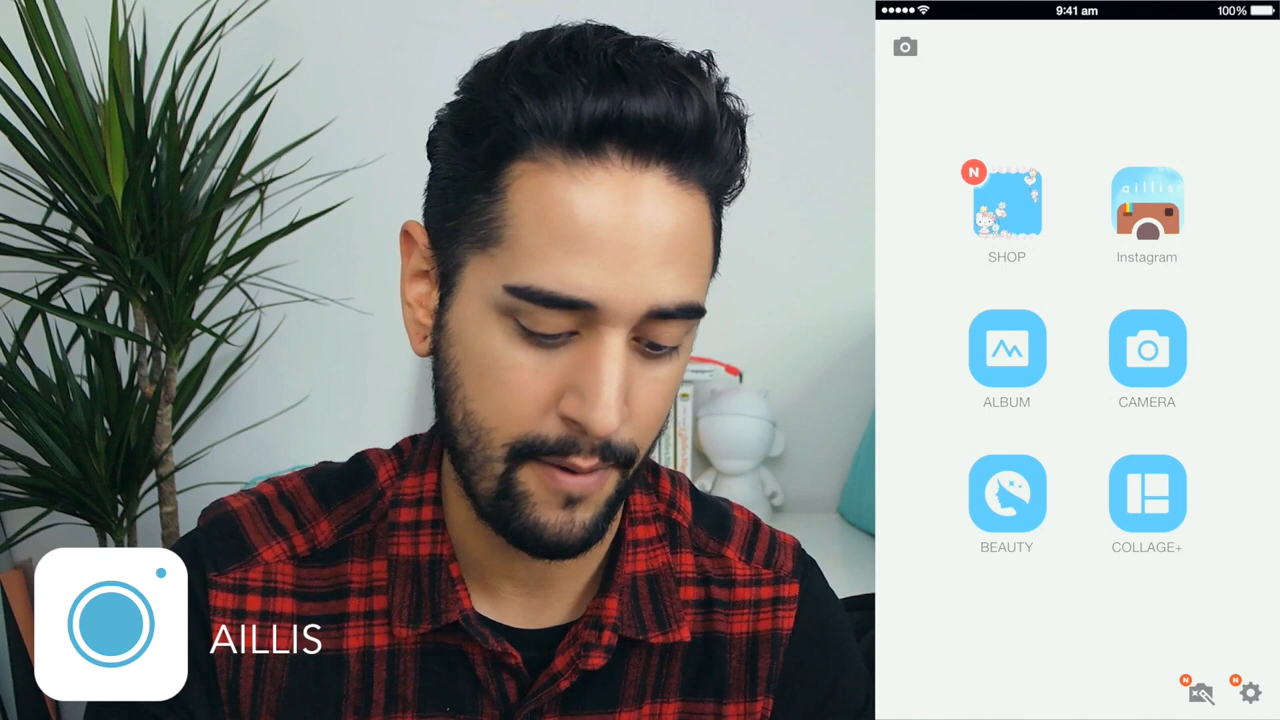 9:41 am
100%
N
aillis
SHOP
Instagram
ALBUM
CAMERA
BEAUTY
COLLAGE+
AILLIS
N
N